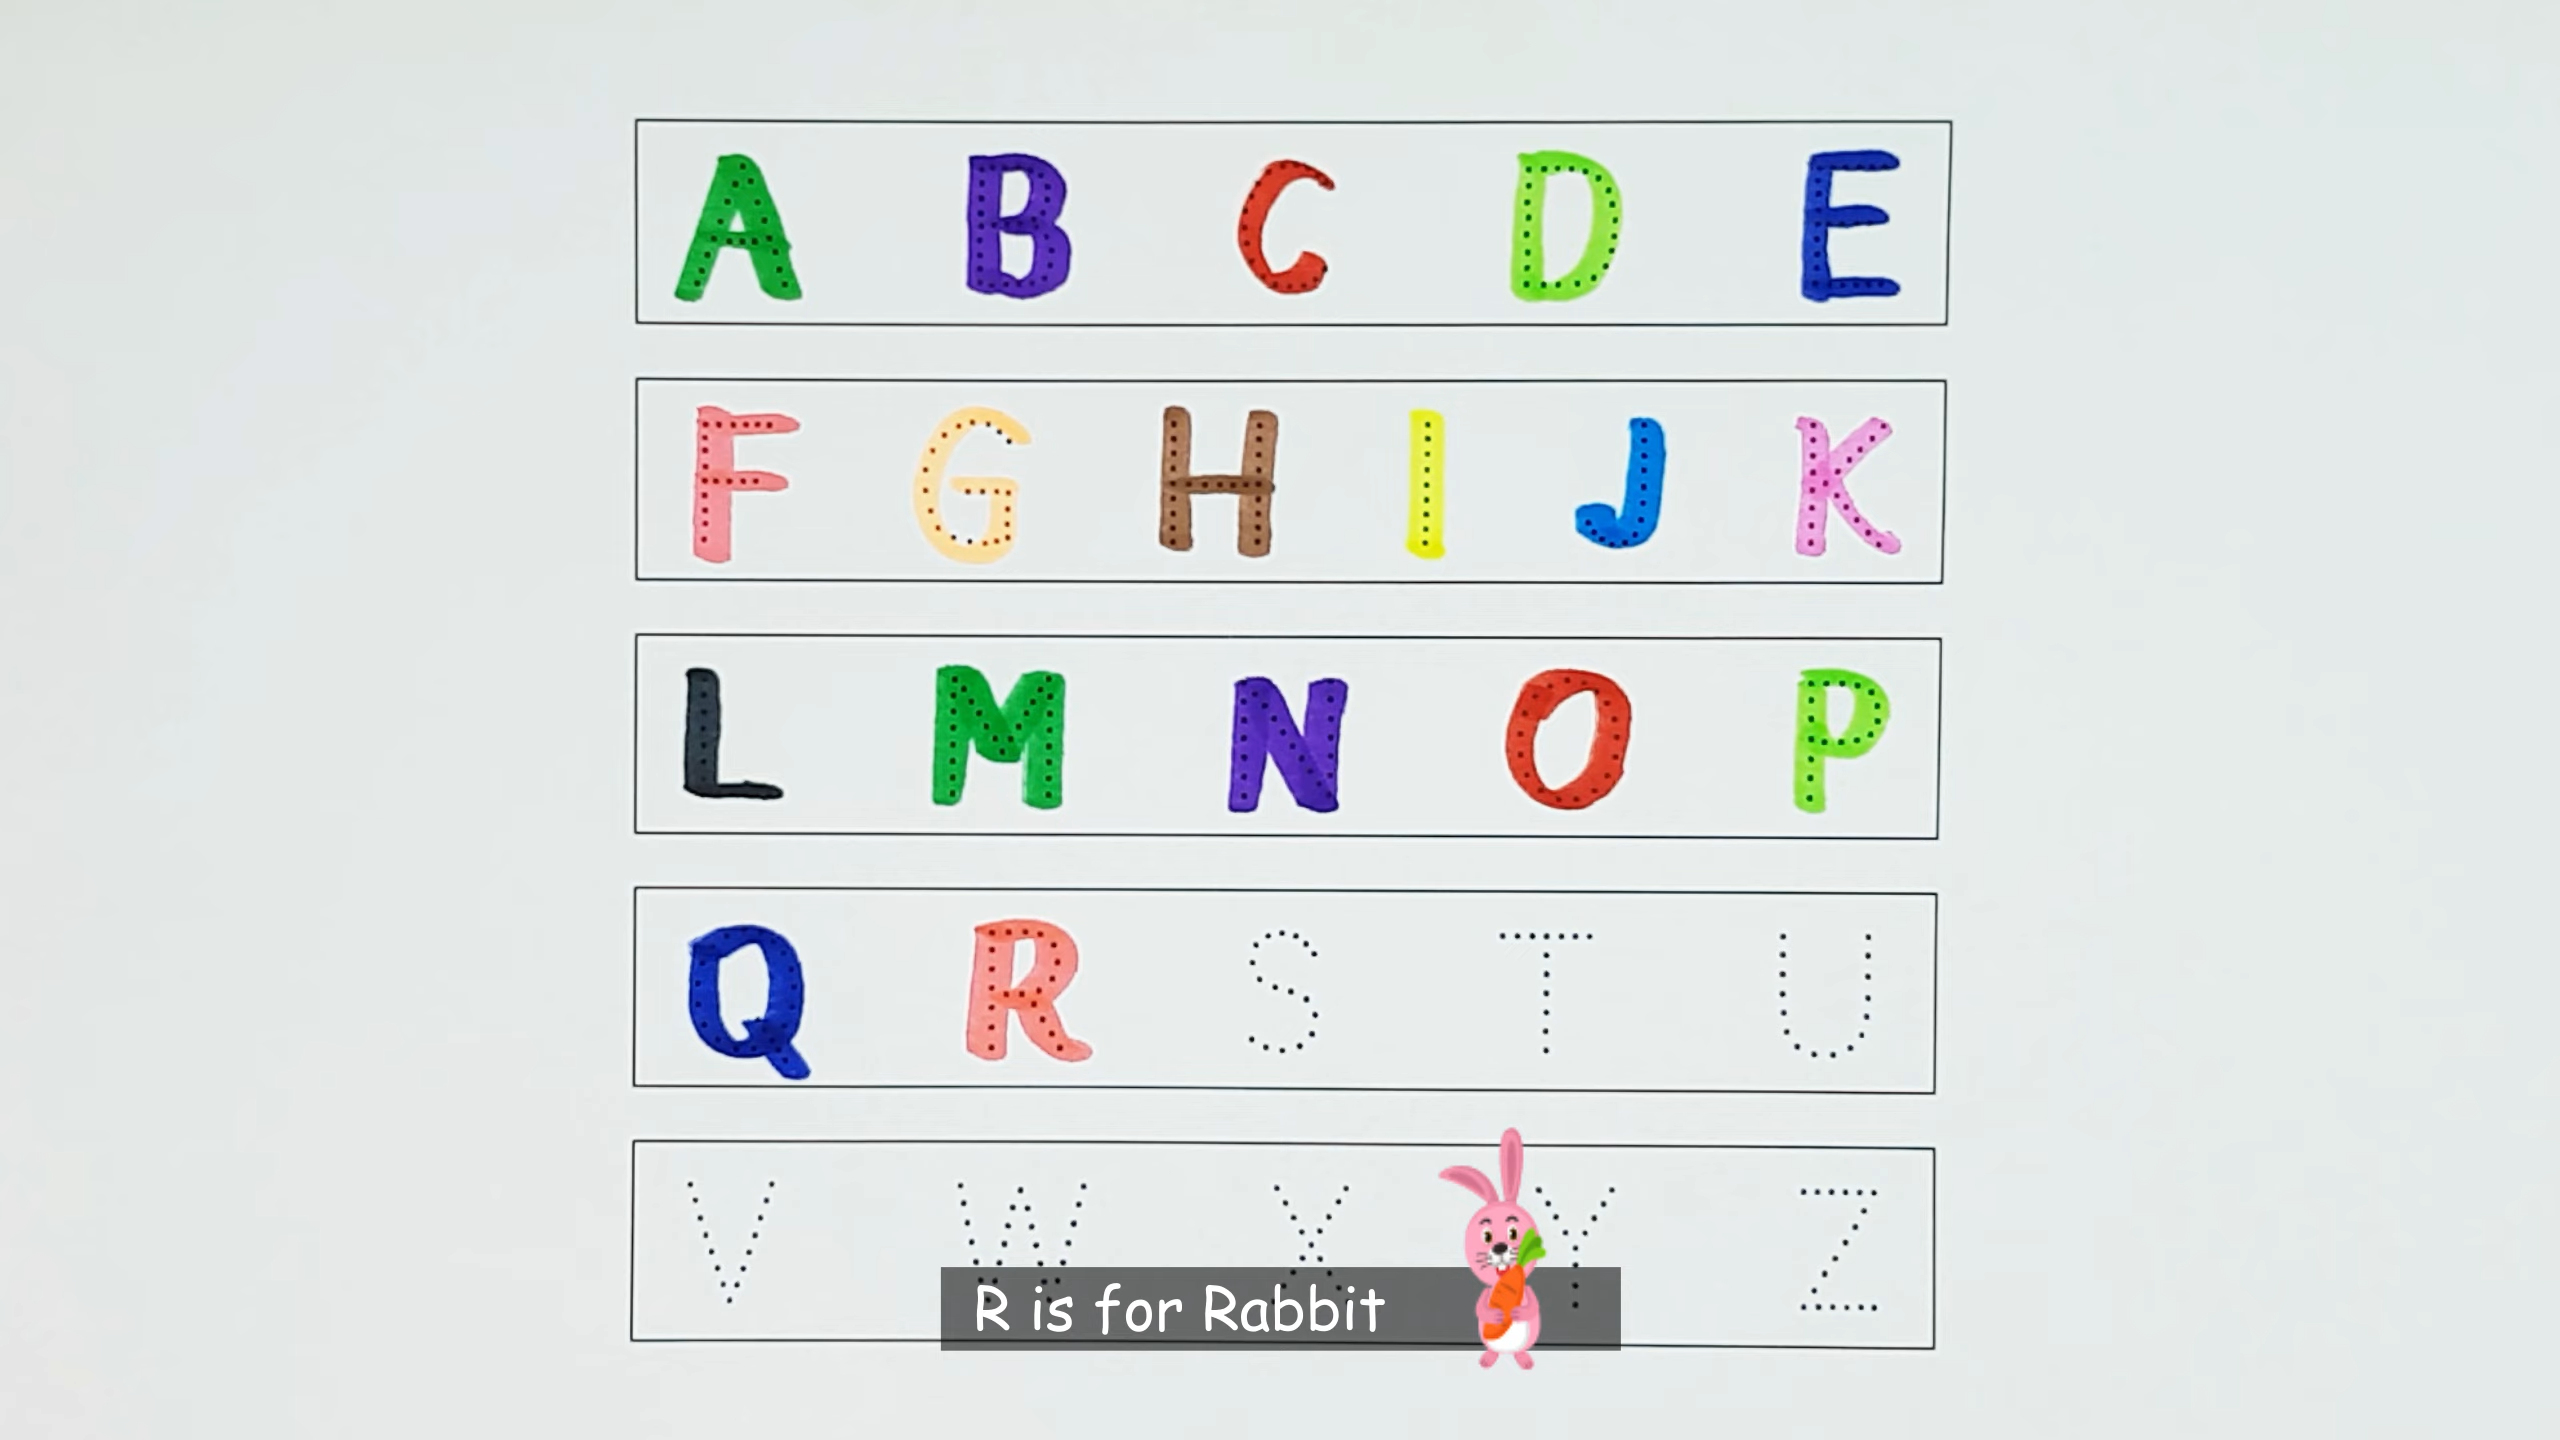 A B C D E
F G H I J K
L M N O P
Q R S T U
V W X Y Z
R is for Rabbit